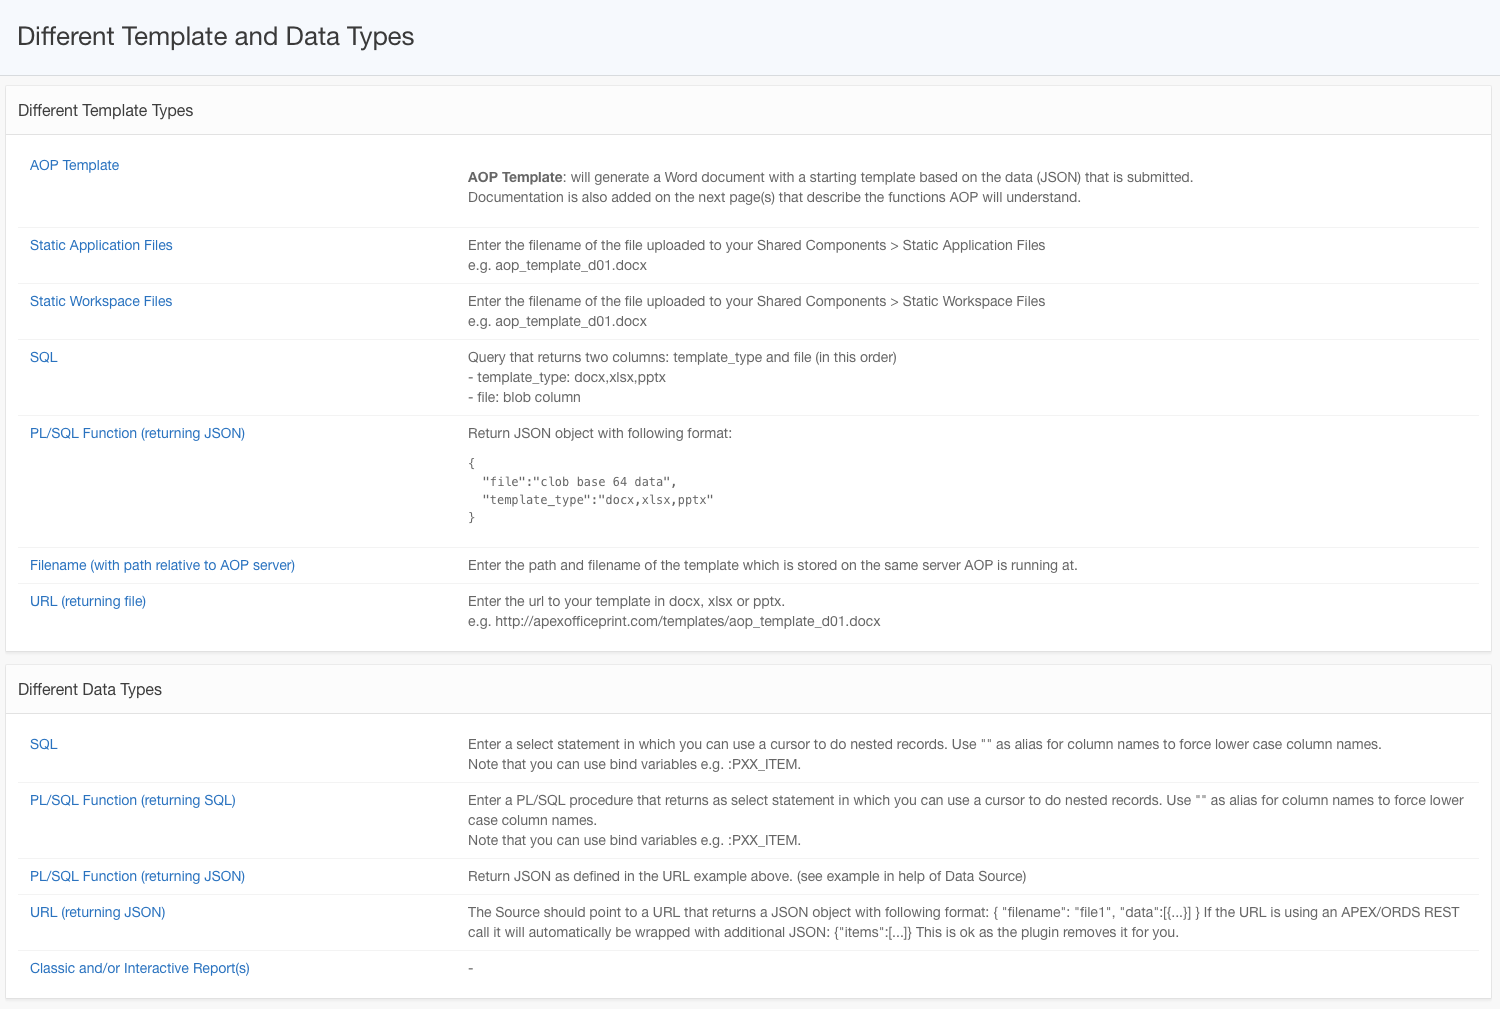 Different Template and Data Types
Different Template Types
AOP Template
AOP Template: will generate a Word document with a starting template based on the data (JSON) that is submitted.
Documentation is also added on the next page(s) that describe the functions AOP will understand.
Static Application Files
Enter the filename of the file uploaded to your Shared Components > Static Application Files
e.g. aop_template_d01.docx
Static Workspace Files
Enter the filename of the file uploaded to your Shared Components > Static Workspace Files
e.g. aop_template_d01.docx
SQL
Query that returns two columns: template_type and file (in this order)
- template_type: docx,xlsx,pptx
- file: blob column
PL/SQL Function (returning JSON)
Return JSON object with following format:
{
"file":"clob base 64 data",
"template_type":"docx,xlsx,pptx"
}
Filename (with path relative to AOP server)
Enter the path and filename of the template which is stored on the same server AOP is running at.
URL (returning file)
Enter the url to your template in docx, xlsx or pptx.
e.g. http://apexofficeprint.com/templates/aop_template_d01.docx
Different Data Types
SQL
Enter a select statement in which you can use a cursor to do nested records. Use "" as alias for column names to force lower case column names.
Note that you can use bind variables e.g. :PXX_ITEM.
PL/SQL Function (returning SQL)
Enter a PL/SQL procedure that returns as select statement in which you can use a cursor to do nested records. Use "" as alias for column names to force lower
case column names.
Note that you can use bind variables e.g. :PXX_ITEM.
PL/SQL Function (returning JSON)
Return JSON as defined in the URL example above. (see example in help of Data Source)
URL (returning JSON)
The Source should point to a URL that returns a JSON object with following format: { "filename": "file1", "data":[{...}] } If the URL is using an APEX/ORDS REST
call it will automatically be wrapped with additional JSON: {"items":[...]} This is ok as the plugin removes it for you.
Classic and/or Interactive Report(s)
-